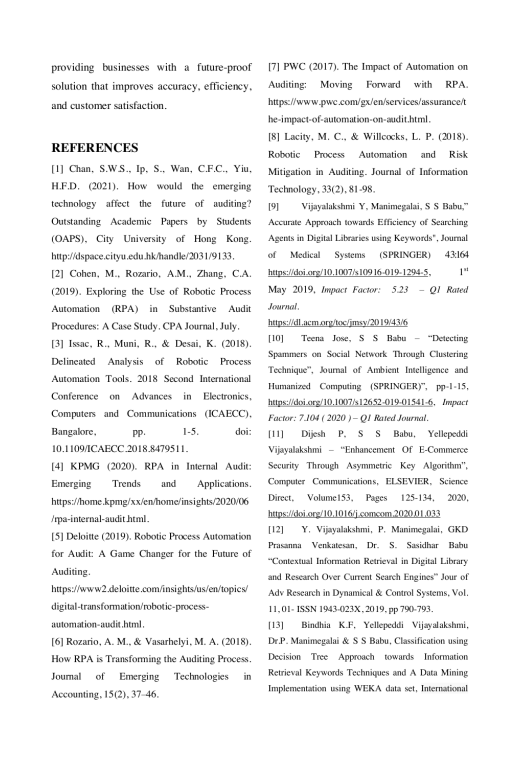 providing businesses with a future-proof
solution that improves accuracy, efficiency,
and customer satisfaction.
REFERENCES
[1] Chan, S.W.S., Ip, S., Wan, C.F.C., Yiu,
H.F.D. (2021). How would the emerging
technology affect the future of auditing?
Outstanding Academic Papers by Students
(OAPS), City University of Hong Kong.
http://dspace.cityu.edu.hk/handle/2031/9133.
[2] Cohen, M., Rozario, A.M., Zhang, C.A.
(2019). Exploring the Use of Robotic Process
Automation (RPA) in Substantive Audit
Procedures: A Case Study. CPA Journal, July.
[3] Issac, R., Muni, R., & Desai, K. (2018).
Delineated Analysis of Robotic Process
Automation Tools. 2018 Second International
Conference on Advances in Electronics,
Computers and Communications (ICAECC),
Bangalore, pp. 1-5. doi:
10.1109/ICAECC.2018.8479511.
[4] KPMG (2020). RPA in Internal Audit:
Emerging Trends and Applications.
https://home.kpmg/xx/en/home/insights/2020/06
/rpa-internal-audit.html.
[5] Deloitte (2019). Robotic Process Automation
for Audit: A Game Changer for the Future of
Auditing.
https://www2.deloitte.com/insights/us/en/topics/
digital-transformation/robotic-process-
automation-audit.html.
[6] Rozario, A. M., & Vasarhelyi, M. A. (2018).
How RPA is Transforming the Auditing Process.
Journal of Emerging Technologies in
Accounting, 15(2), 37–46.
[7] PWC (2017). The Impact of Automation on
Auditing: Moving Forward with RPA.
https://www.pwc.com/gx/en/services/assurance/t
he-impact-of-automation-on-audit.html.
[8] Lacity, M. C., & Willcocks, L. P. (2018).
Robotic Process Automation and Risk
Mitigation in Auditing. Journal of Information
Technology, 33(2), 81-98.
[9] Vijayalakshmi Y, Manimegalai, S S Babu,”
Accurate Approach towards Efficiency of Searching
Agents in Digital Libraries using Keywords", Journal
of Medical Systems (SPRINGER) 43:164
https://doi.org/10.1007/s10916-019-1294-5, 1st
May 2019, Impact Factor: 5.23 – Q1 Rated
Journal.
https://dl.acm.org/toc/jmsy/2019/43/6
[10] Teena Jose, S S Babu – “Detecting
Spammers on Social Network Through Clustering
Technique”, Journal of Ambient Intelligence and
Humanized Computing (SPRINGER)”, pp-1-15,
https://doi.org/10.1007/s12652-019-01541-6, Impact
Factor: 7.104 ( 2020 ) – Q1 Rated Journal.
[11] Dijesh P, S S Babu, Yellepeddi
Vijayalakshmi – “Enhancement Of E-Commerce
Security Through Asymmetric Key Algorithm”,
Computer Communications, ELSEVIER, Science
Direct, Volume153, Pages 125-134, 2020,
https://doi.org/10.1016/j.comcom.2020.01.033
[12] Y. Vijayalakshmi, P. Manimegalai, GKD
Prasanna Venkatesan, Dr. S. Sasidhar Babu
“Contextual Information Retrieval in Digital Library
and Research Over Current Search Engines” Jour of
Adv Research in Dynamical & Control Systems, Vol.
11, 01- ISSN 1943-023X, 2019, pp 790-793.
[13] Bindhia K.F, Yellepeddi Vijayalakshmi,
Dr.P. Manimegalai & S S Babu, Classification using
Decision Tree Approach towards Information
Retrieval Keywords Techniques and A Data Mining
Implementation using WEKA data set, International